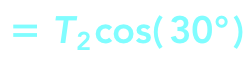 = T₂cos(30°)